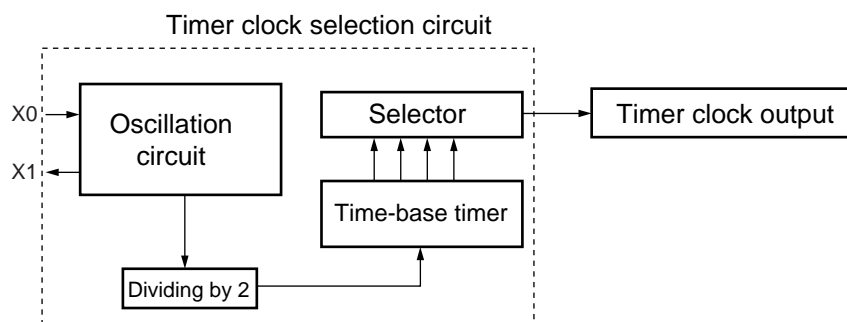 Timer clock selection circuit
X0
X1
Oscillation
circuit
Selector
Timer clock output
Time-base timer
Dividing by 2